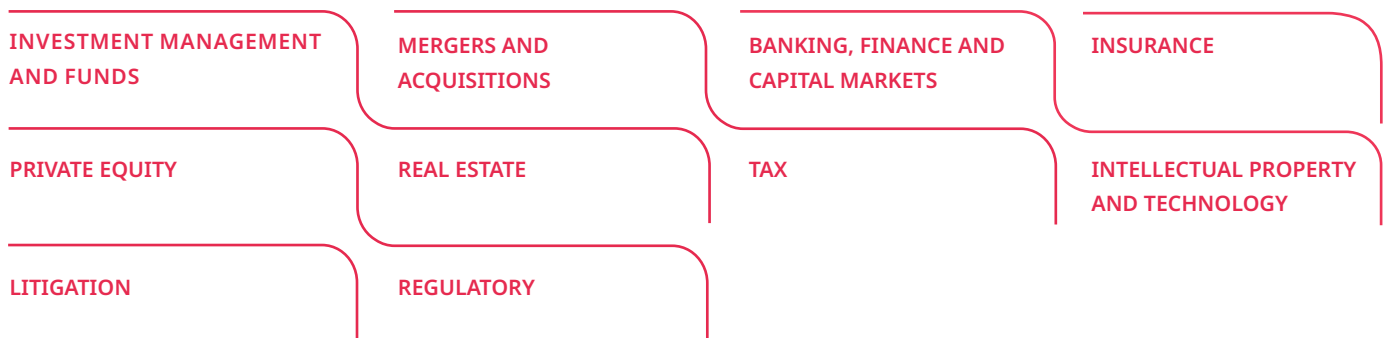 INVESTMENT MANAGEMENT
AND FUNDS
MERGERS AND
ACQUISITIONS
BANKING, FINANCE AND
CAPITAL MARKETS
INSURANCE
PRIVATE EQUITY
REAL ESTATE
TAX
INTELLECTUAL PROPERTY
AND TECHNOLOGY
LITIGATION
REGULATORY